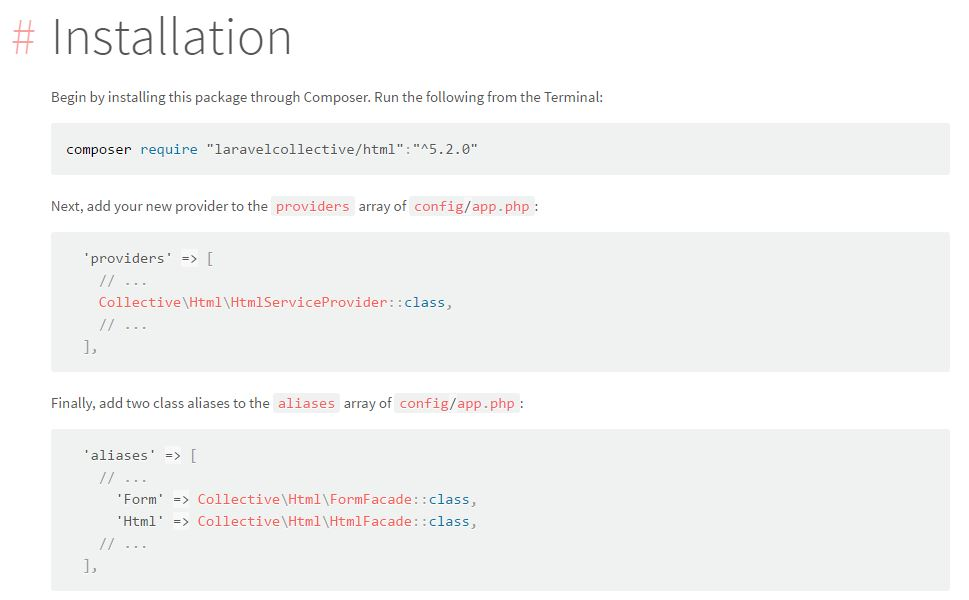 # Installation
Begin by installing this package through Composer. Run the following from the Terminal:
composer require "laravelcollective/html":"^5.2.0"
Next, add your new provider to the providers array of config/app.php:
'providers' => [
// ...
Collective\Html\HtmlServiceProvider::class,
// ...
],
Finally, add two class aliases to the aliases array of config/app.php:
'aliases' => [
// ...
'Form' => Collective\Html\FormFacade::class,
'Html' => Collective\Html\HtmlFacade::class,
// ...
],